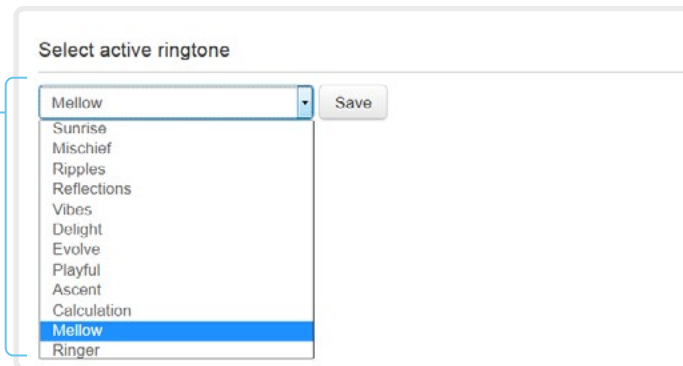 Select active ringtone
Mellow Save
Sunrise
Mischief
Ripples
Reflections
Vibes
Delight
Evolve
Playful
Ascent
Calculation
Mellow
Ringer